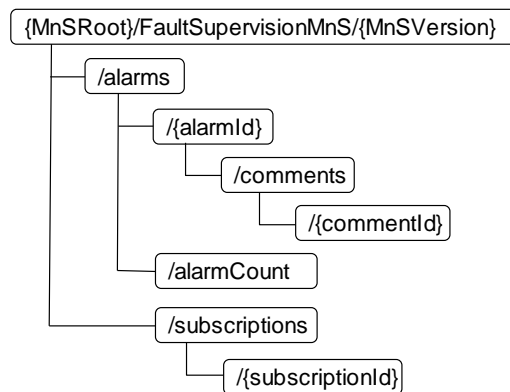 {MnSRoot}/FaultSupervisionMnS/{MnSVersion}
/alarms
/{alarmId}
/comments
/{commentId}
/alarmCount
/subscriptions
/{subscriptionId}